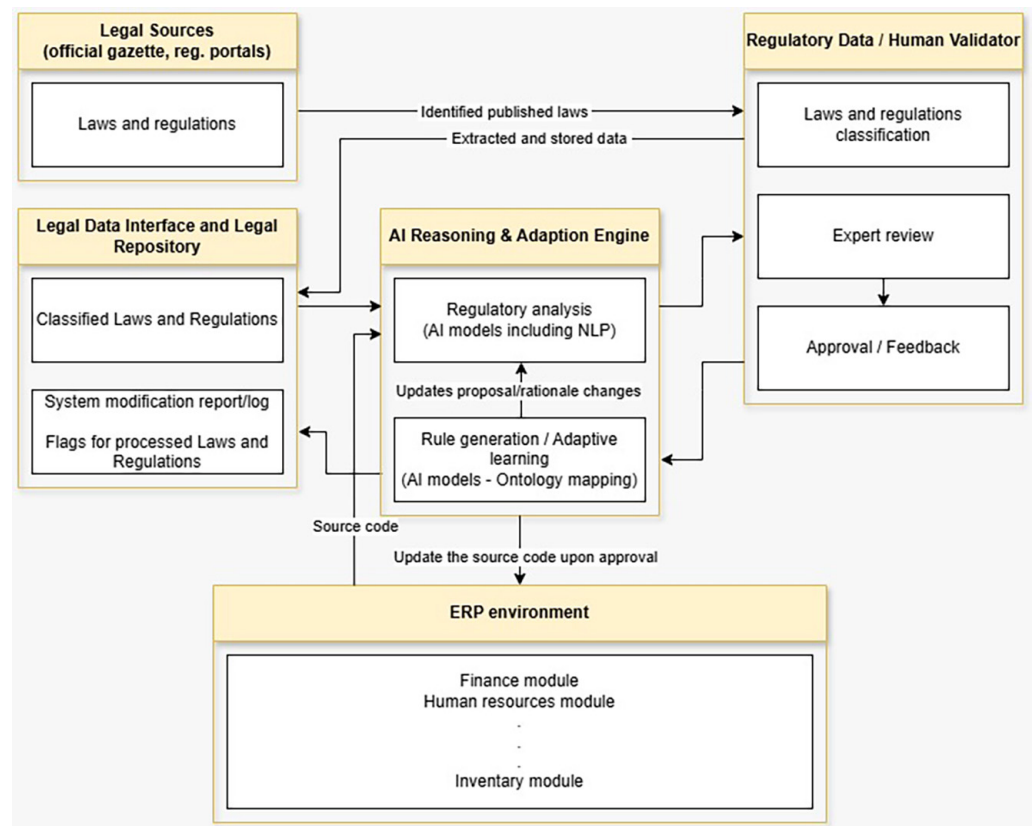 Legal Sources
(official gazette, reg. portals)
Laws and regulations
Regulatory Data / Human Validator
Identified published laws
Extracted and stored data
Laws and regulations
classification
Expert review
Approval / Feedback
Legal Data Interface and Legal
Repository
Classified Laws and Regulations
System modification report/log
Flags for processed Laws and
Regulations
AI Reasoning & Adaption Engine
Regulatory analysis
(AI models including NLP)
Updates proposal/rationale changes
Rule generation / Adaptive
learning
(AI models - Ontology mapping)
Source code
Update the source code upon approval
ERP environment
Finance module
Human resources module
.
.
.
Inventary module